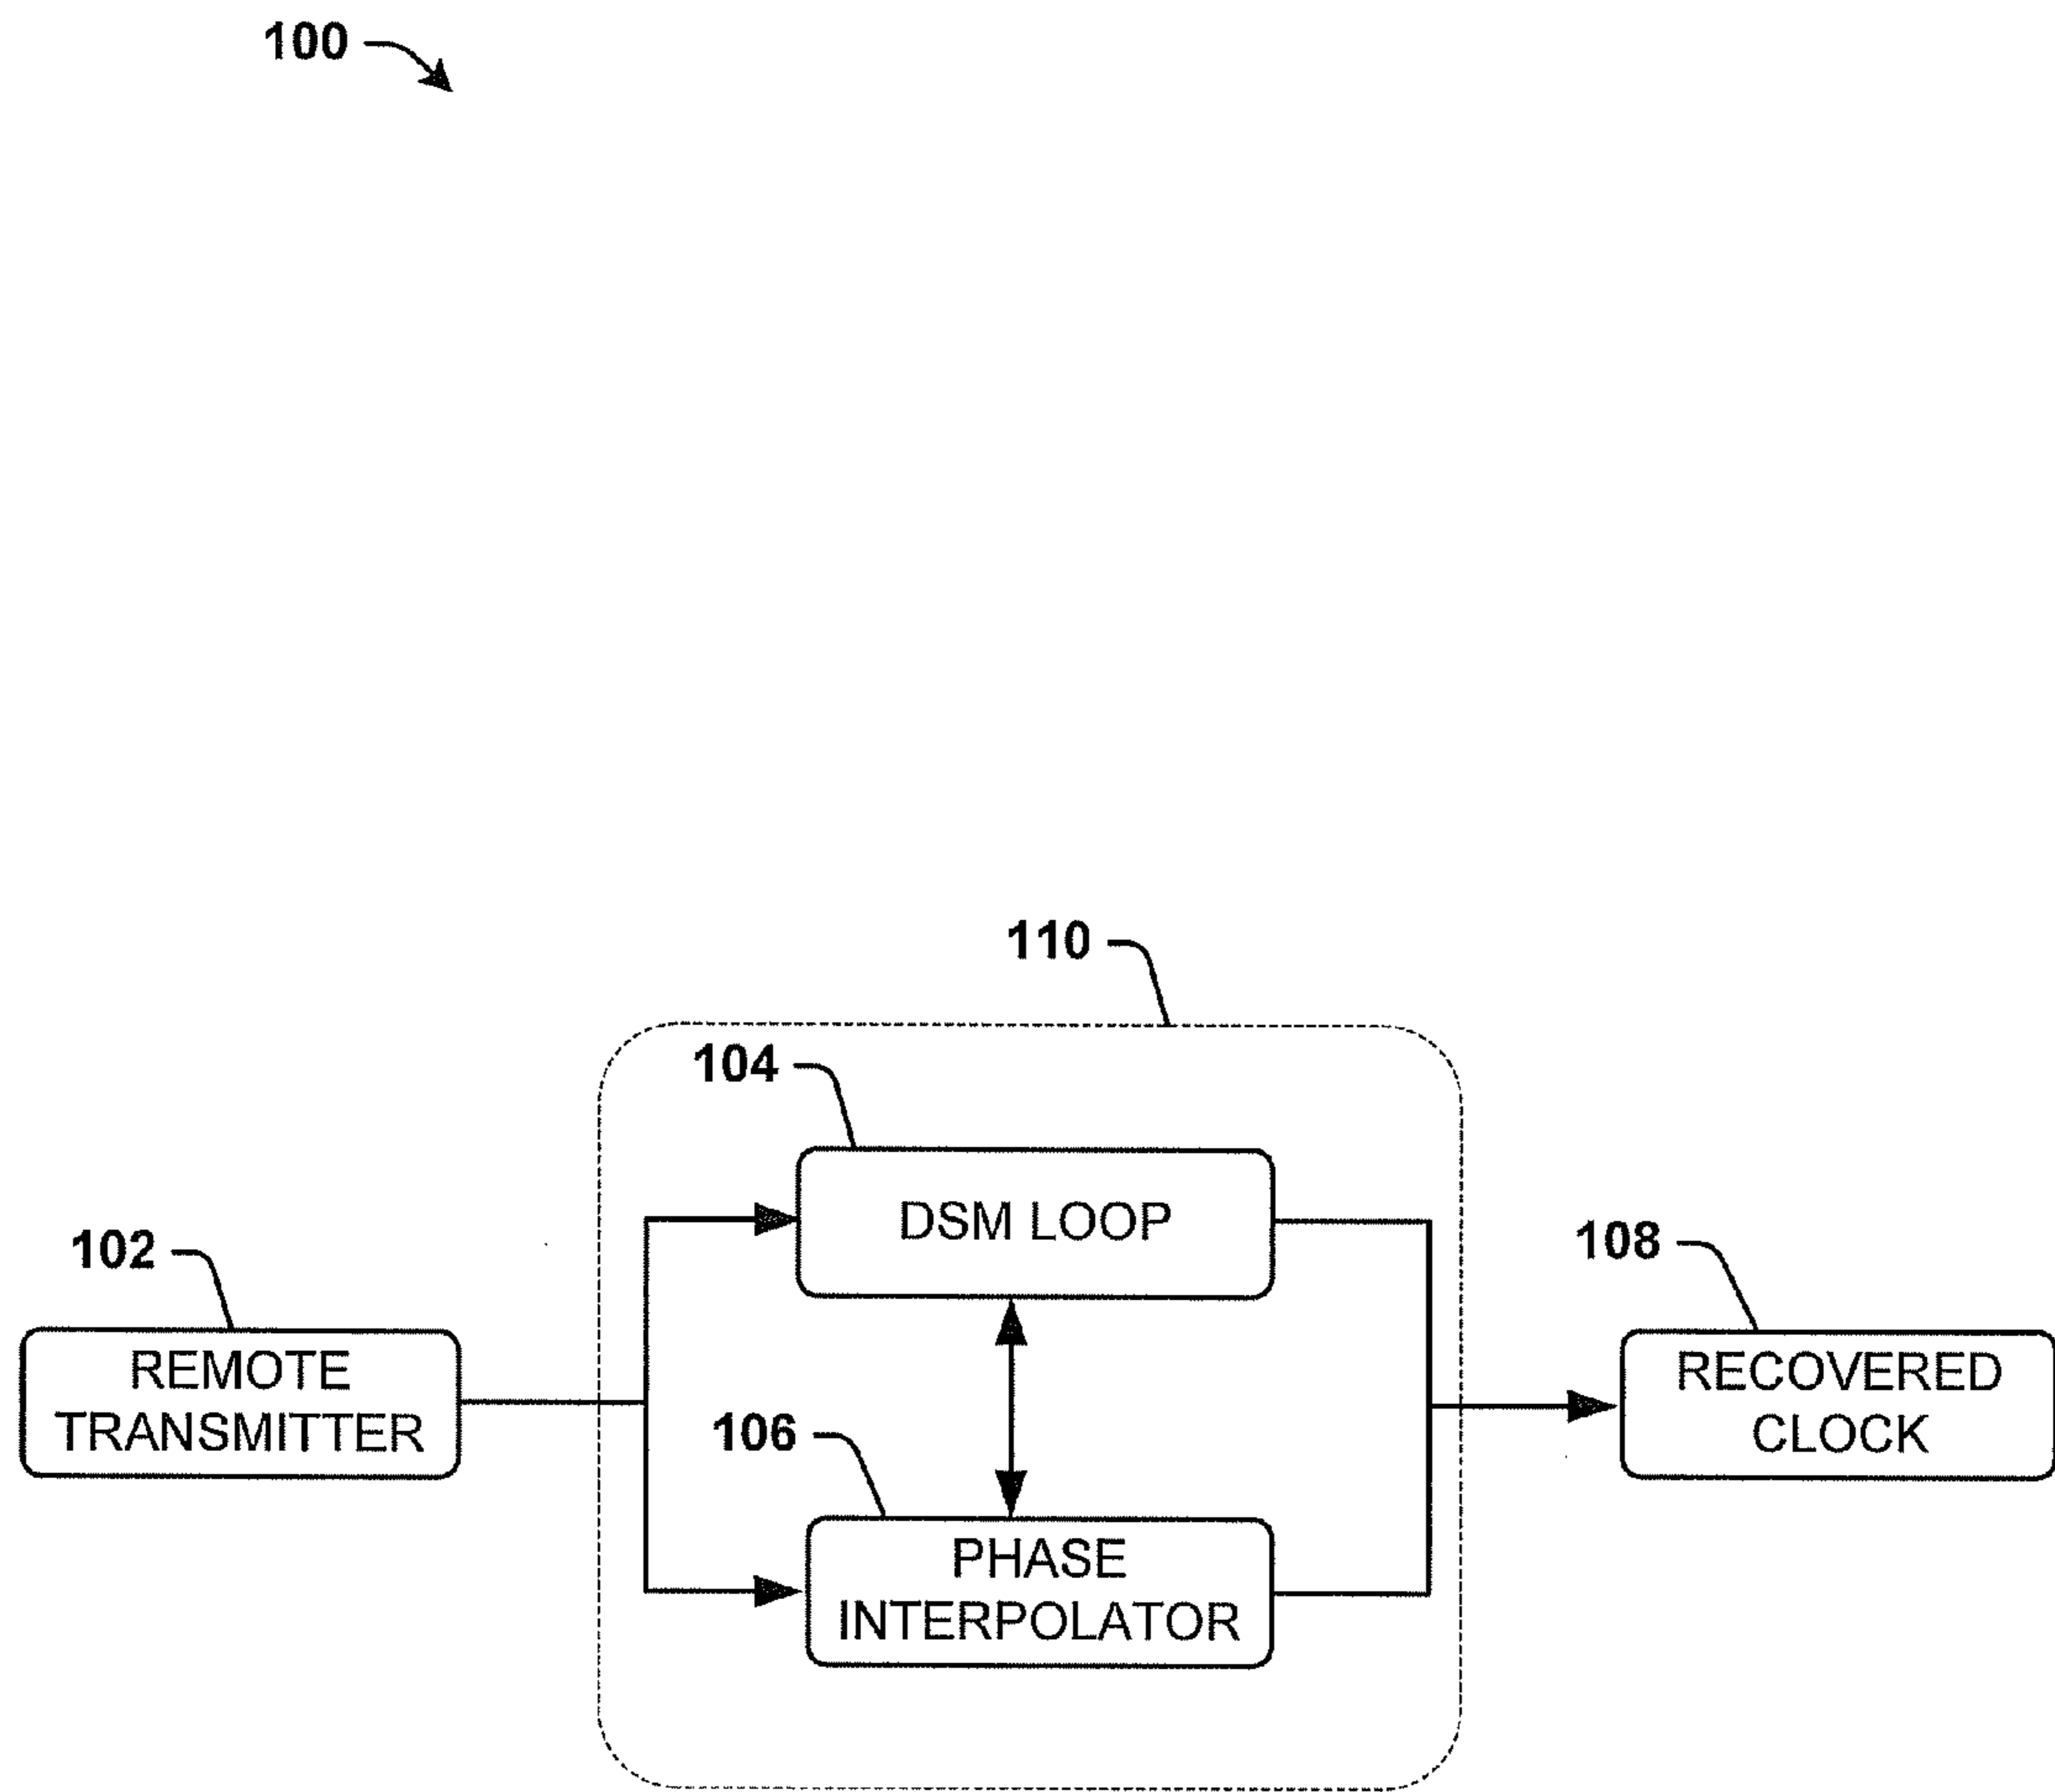 100
110
104
DSM LOOP
102
REMOTE
TRANSMITTER
108
RECOVERED
CLOCK
106
PHASE
INTERPOLATOR